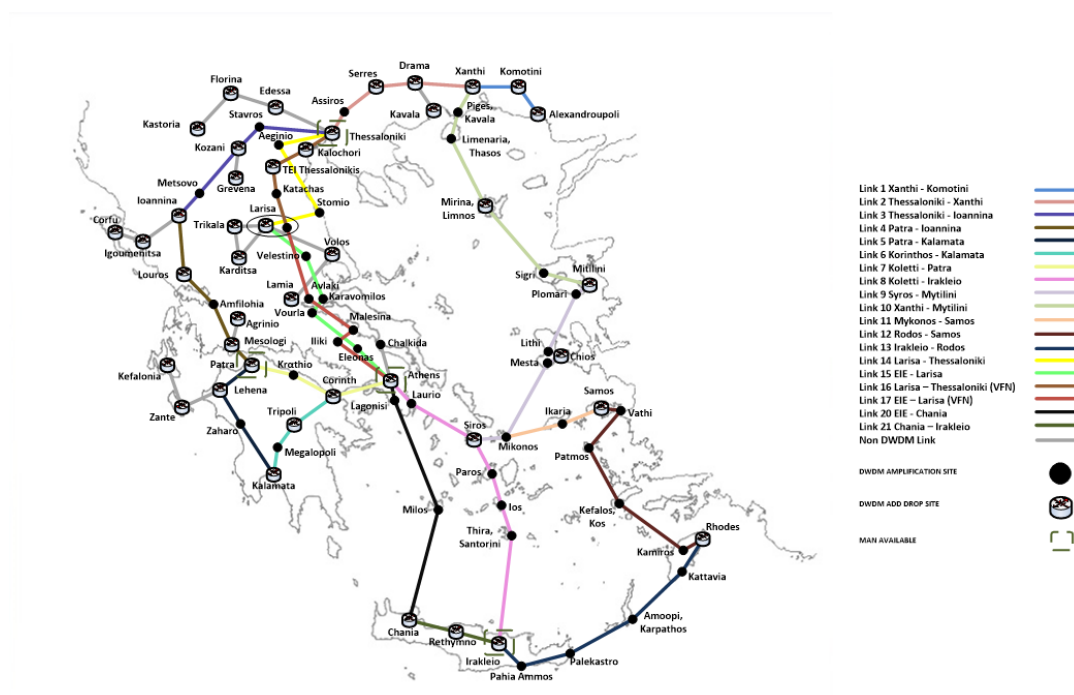 Drama
Xanthi
Komotini
Serres
Florina
Edessa
Assiros
Piges,
Kavala
Kavala
Alexandroupoli
Stavros
Kastoria
Thessaloniki
Aeginio
Limenaria,
Thasos
Kozani
Kalochori
TEI Thessalonikis
Grevena
Metsovo
Katachas
Ioannina
Larisa
Stomio
Mirina,
Limnos
Corfu
Trikala
Igoumenitsa
Volos
Karditsa
Velestino
Mitilini
Sigri
Louros
Lamia
Avlaki
Karavomilos
Plomari
Amfilohia
Vourla
Malesina
Agrinio
Iliki
Chalkida
Lithi
Mesologi
Eleonas
Mesta
Chios
Patra
Krothio
Kefalonia
Athens
Lehena
Corinth
Laurio
Samos
Zante
Lagonisi
Ikaria
Vathi
Tripoli
Zaharo
Siros
Mikonos
Megalopoli
Patmos
Paros
Kalamata
Milos
Ios
Kefalos,
Kos
Thira,
Santorini
Rhodes
Kamiros
Kattavia
Amoopi,
Karpathos
Chania
Rethymno
Irakleio
Palekastro
Pahia Ammos
Link 1 Xanthi - Komotini
Link 2 Thessaloniki - Xanthi
Link 3 Thessaloniki - Ioannina
Link 4 Patra - Ioannina
Link 5 Patra - Kalamata
Link 6 Korinthos - Kalamata
Link 7 Koletti - Patra
Link 8 Koletti - Irakleio
Link 9 Syros - Mytilini
Link 10 Xanthi - Mytilini
Link 11 Mykonos - Samos
Link 12 Rodos - Samos
Link 13 Irakleio - Rodos
Link 14 Larisa - Thessaloniki
Link 15 EIE - Larisa
Link 16 Larisa – Thessaloniki (VFN)
Link 17 EIE – Larisa (VFN)
Link 20 EIE - Chania
Link 21 Chania – Irakleio
Non DWDM Link
DWDM AMPLIFICATION SITE
DWDM ADD DROP SITE
MAN AVAILABLE